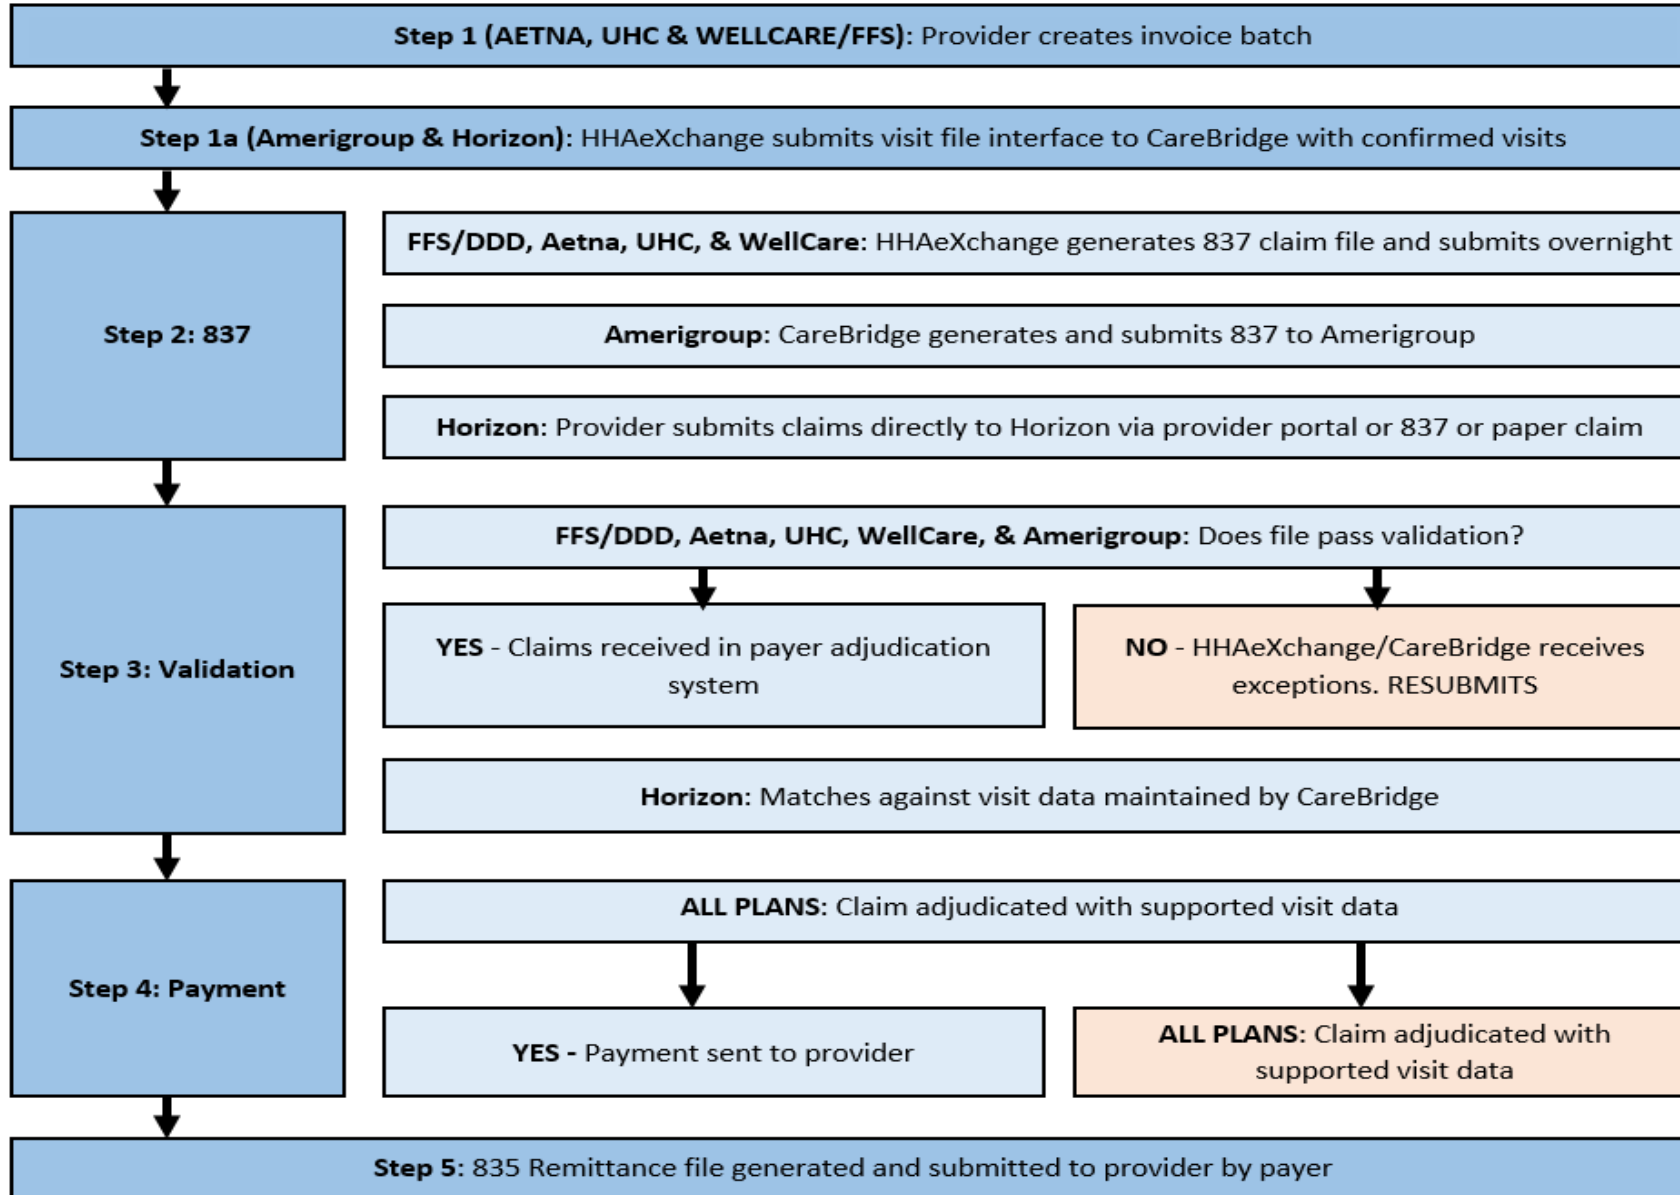 Step 1 (AETNA, UHC & WELLCARE/FFS): Provider creates invoice batch
Step 1a (Amerigroup & Horizon): HHAeXchange submits visit file interface to CareBridge with confirmed visits
Step 2: 837
FFS/DDD, Aetna, UHC, & WellCare: HHAeXchange generates 837 claim file and submits overnight
Amerigroup: CareBridge generates and submits 837 to Amerigroup
Horizon: Provider submits claims directly to Horizon via provider portal or 837 or paper claim
Step 3: Validation
FFS/DDD, Aetna, UHC, WellCare, & Amerigroup: Does file pass validation?
YES - Claims received in payer adjudication
system
NO - HHAeXchange/CareBridge receives
exceptions. RESUBMITS
Horizon: Matches against visit data maintained by CareBridge
Step 4: Payment
ALL PLANS: Claim adjudicated with supported visit data
YES - Payment sent to provider
ALL PLANS: Claim adjudicated with
supported visit data
Step 5: 835 Remittance file generated and submitted to provider by payer